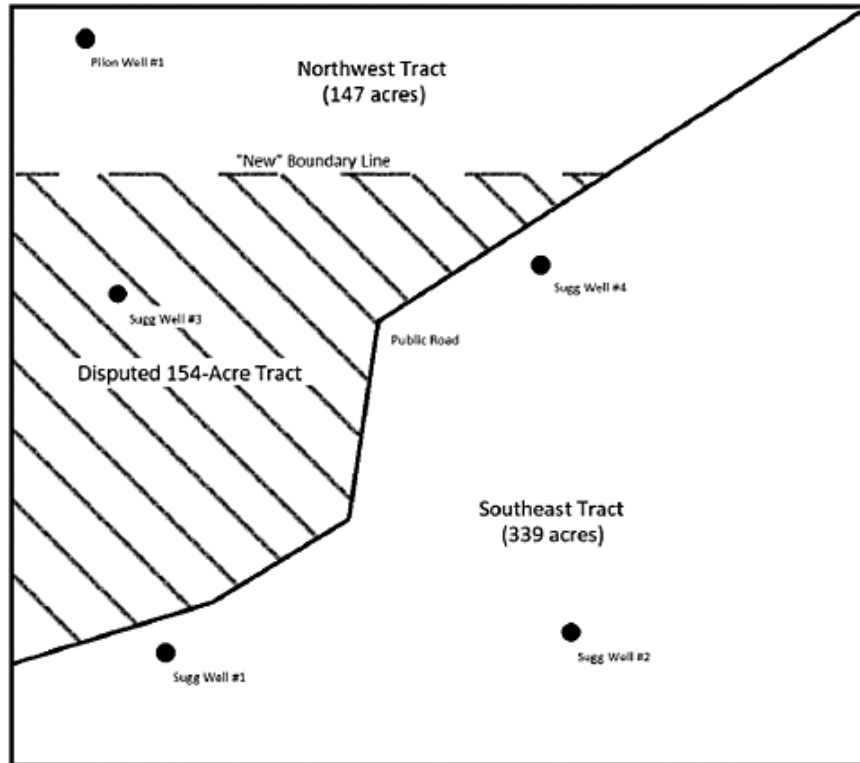 Pilon Well #1
Northwest Tract
(147 acres)
"New" Boundary Line
Sugg Well #4
Sugg Well #3
Public Road
Disputed 154-Acre Tract
Southeast Tract
(339 acres)
Sugg Well #2
Sugg Well #1